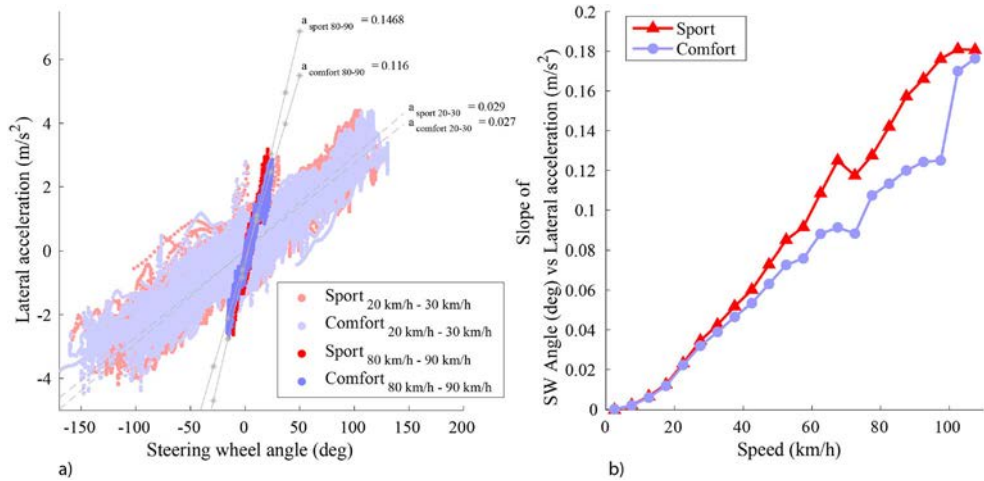 a sport 80-90 = 0.1468
a comfort 80-90 = 0.116
a sport 20-30 = 0.029
a comfort 20-30 = 0.027
6
4
2
0
-2
-4
Lateral acceleration (m/s²)
Sport 20 km/h - 30 km/h
Comfort 20 km/h - 30 km/h
Sport 80 km/h - 90 km/h
Comfort 80 km/h - 90 km/h
-150 -100 -50 0 50 100 150 200
Steering wheel angle (deg)
a)
Sport
Comfort
0.2
0.18
0.16
0.14
0.12
0.1
0.08
0.06
0.04
0.02
0
Slope of
SW Angle (deg) vs Lateral acceleration (m/s²)
0 20 40 60 80 100
Speed (km/h)
b)